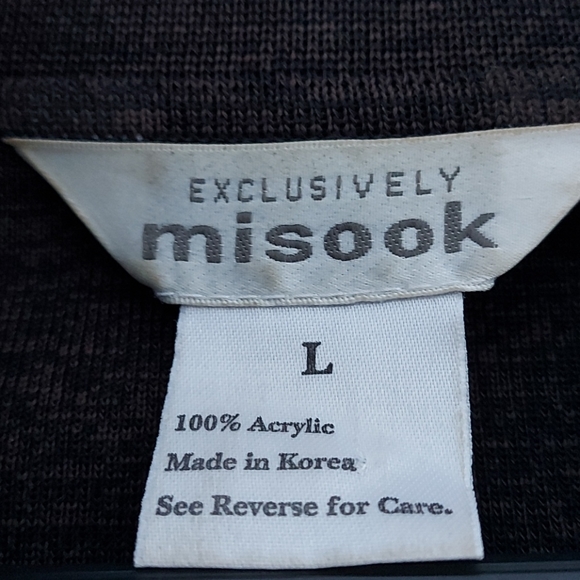 EXCLUSIVELY
misook
L
100% Acrylic
Made in Korea
See Reverse for Care.